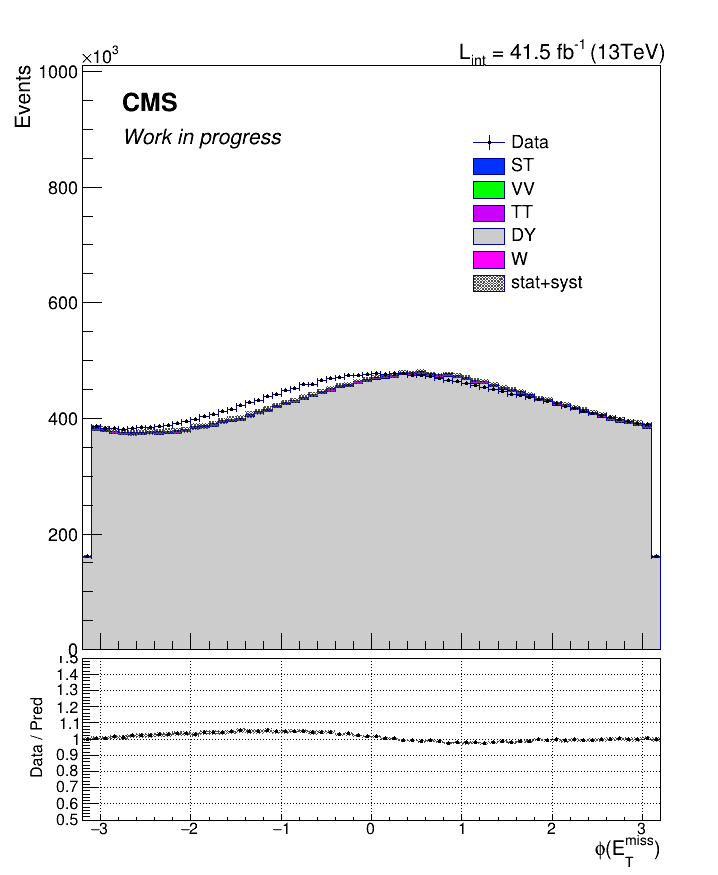 ×10³
L_int = 41.5 fb⁻¹ (13TeV)
Events
1000
800
600
400
200
0
CMS
Work in progress
Data
ST
VV
TT
DY
W
stat+syst
Data / Pred
1.5
1.4
1.3
1.2
1.1
1
0.9
0.8
0.7
0.6
0.5
−3 −2 −1 0 1 2 3
ϕ(E_T^miss)